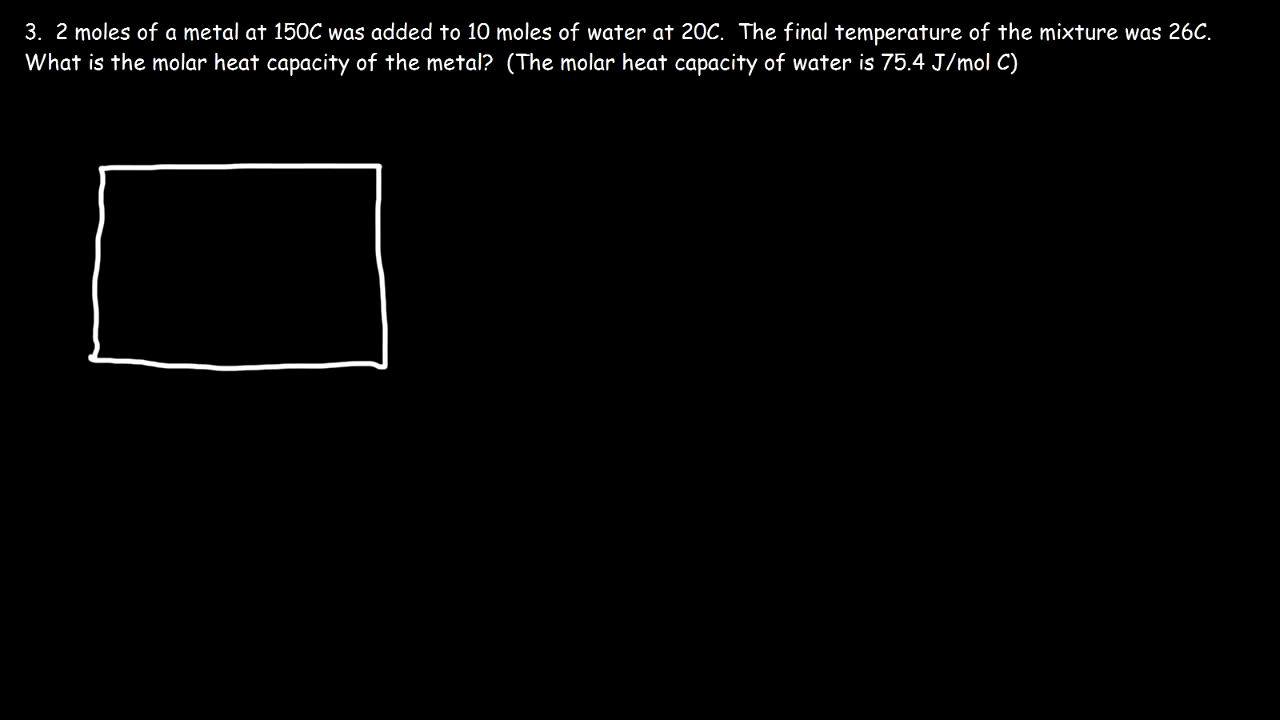 3. 2 moles of a metal at 150C was added to 10 moles of water at 20C. The final temperature of the mixture was 26C.
What is the molar heat capacity of the metal? (The molar heat capacity of water is 75.4 J/mol C)